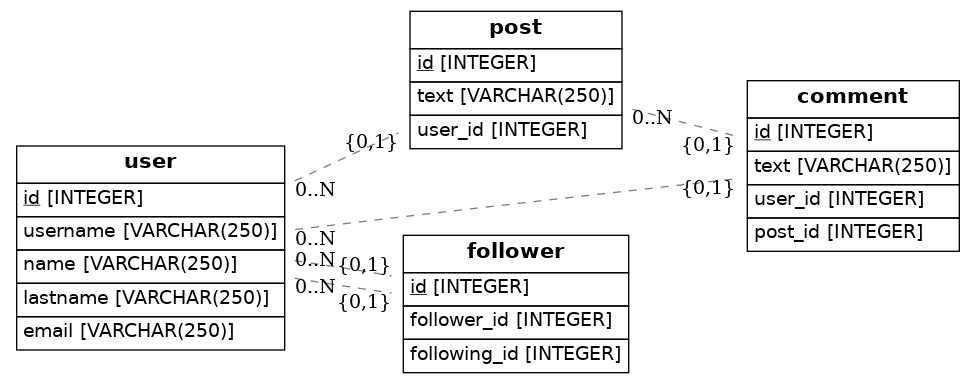 post
id [INTEGER]
text [VARCHAR(250)]
user_id [INTEGER]
comment
id [INTEGER]
text [VARCHAR(250)]
user_id [INTEGER]
post_id [INTEGER]
user
id [INTEGER]
username [VARCHAR(250)]
name [VARCHAR(250)]
lastname [VARCHAR(250)]
email [VARCHAR(250)]
follower
id [INTEGER]
follower_id [INTEGER]
following_id [INTEGER]
{0,1}
0..N
0..N
{0,1}
{0,1}
0..N
0..N
{0,1}
0..N
{0,1}